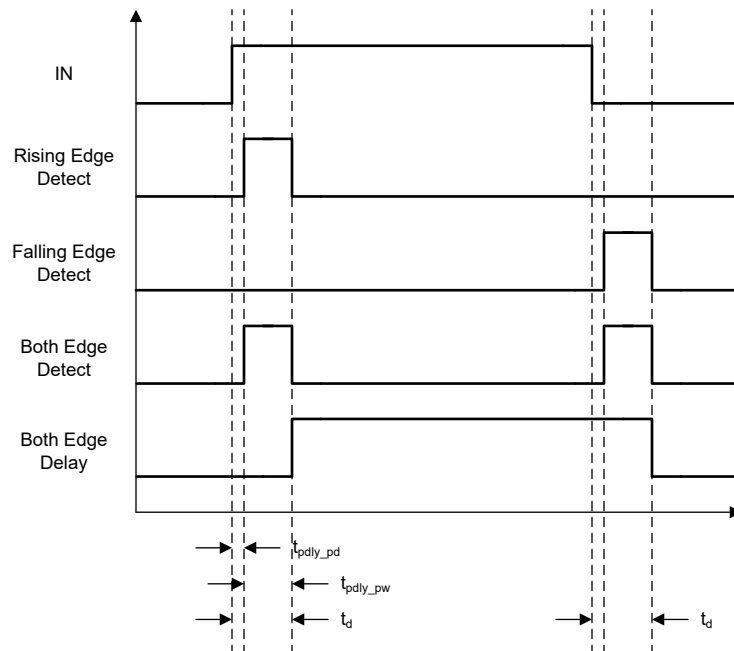 IN
Rising Edge
Detect
Falling Edge
Detect
Both Edge
Detect
Both Edge
Delay
tpdly_pd
tpdly_pw
td
td